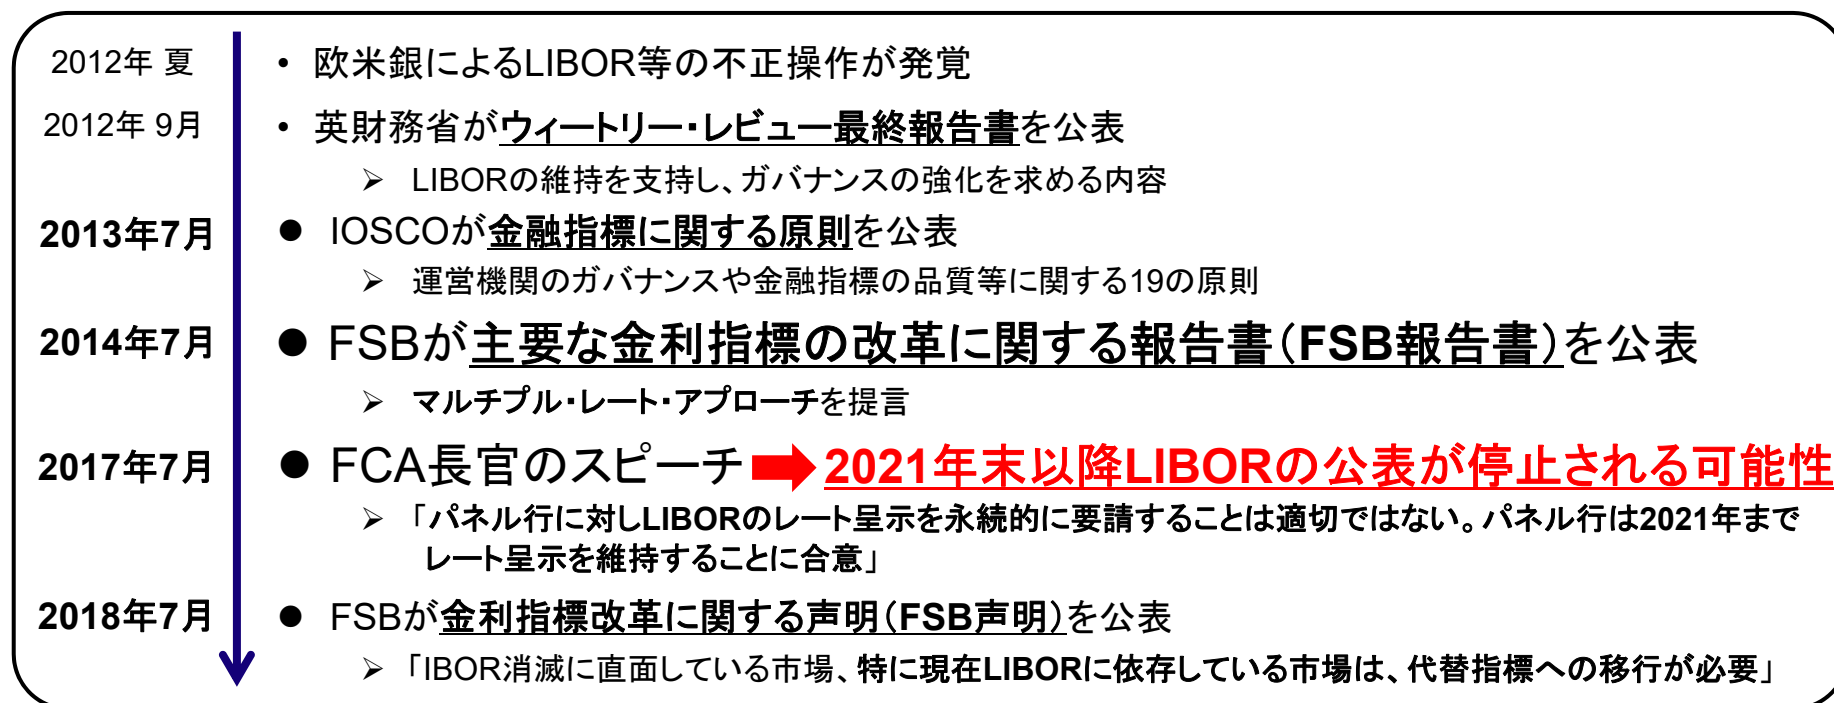 2012年 夏 • 欧米銀によるLIBOR等の不正操作が発覚
2012年 9月 • 英財務省がウィートリー・レビュー最終報告書を公表
➢ LIBORの維持を支持し、ガバナンスの強化を求める内容
2013年7月 ● IOSCOが金融指標に関する原則を公表
➢ 運営機関のガバナンスや金融指標の品質等に関する19の原則
2014年7月 ● FSBが主要な金利指標の改革に関する報告書（FSB報告書）を公表
➢ マルチプル・レート・アプローチを提言
2017年7月 ● FCA長官のスピーチ ➡ 2021年末以降LIBORの公表が停止される可能性
➢ 「パネル行に対しLIBORのレート呈示を永続的に要請することは適切ではない。パネル行は2021年まで
レート呈示を維持することに合意」
2018年7月 ● FSBが金利指標改革に関する声明（FSB声明）を公表
➢ 「IBOR消滅に直面している市場、特に現在LIBORに依存している市場は、代替指標への移行が必要」